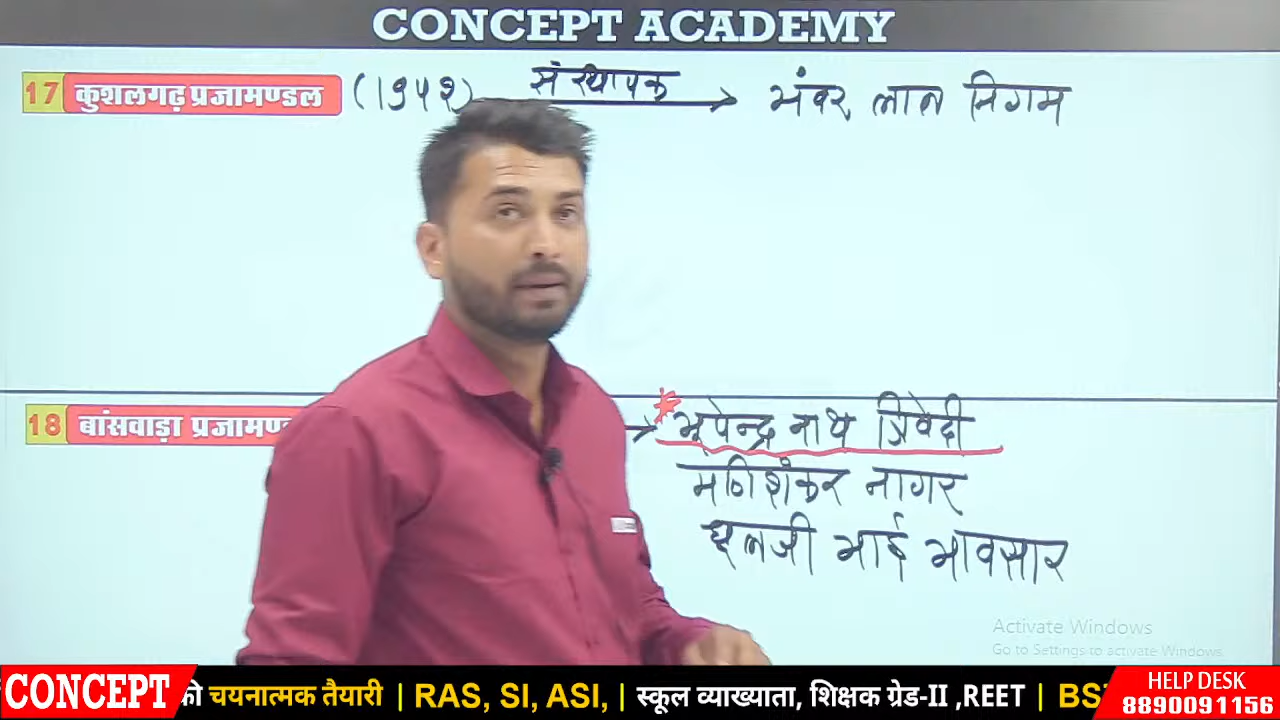 CONCEPT ACADEMY
17 कुशलगढ़ प्रजामण्डल (1942) संस्थापक → भंवर लाल निगम
18 बांसवाड़ा प्रजामण → भूपेन्द्र नाथ त्रिवेदी
मणिशंकर नागर
धूलजी भाई भावसार
Activate Windows
Go to Settings to activate Windows.
CONCEPT की चयनात्मक तैयारी | RAS, SI, ASI, | स्कूल व्याख्याता, शिक्षक ग्रेड-II ,REET | BS
HELP DESK
8890091156